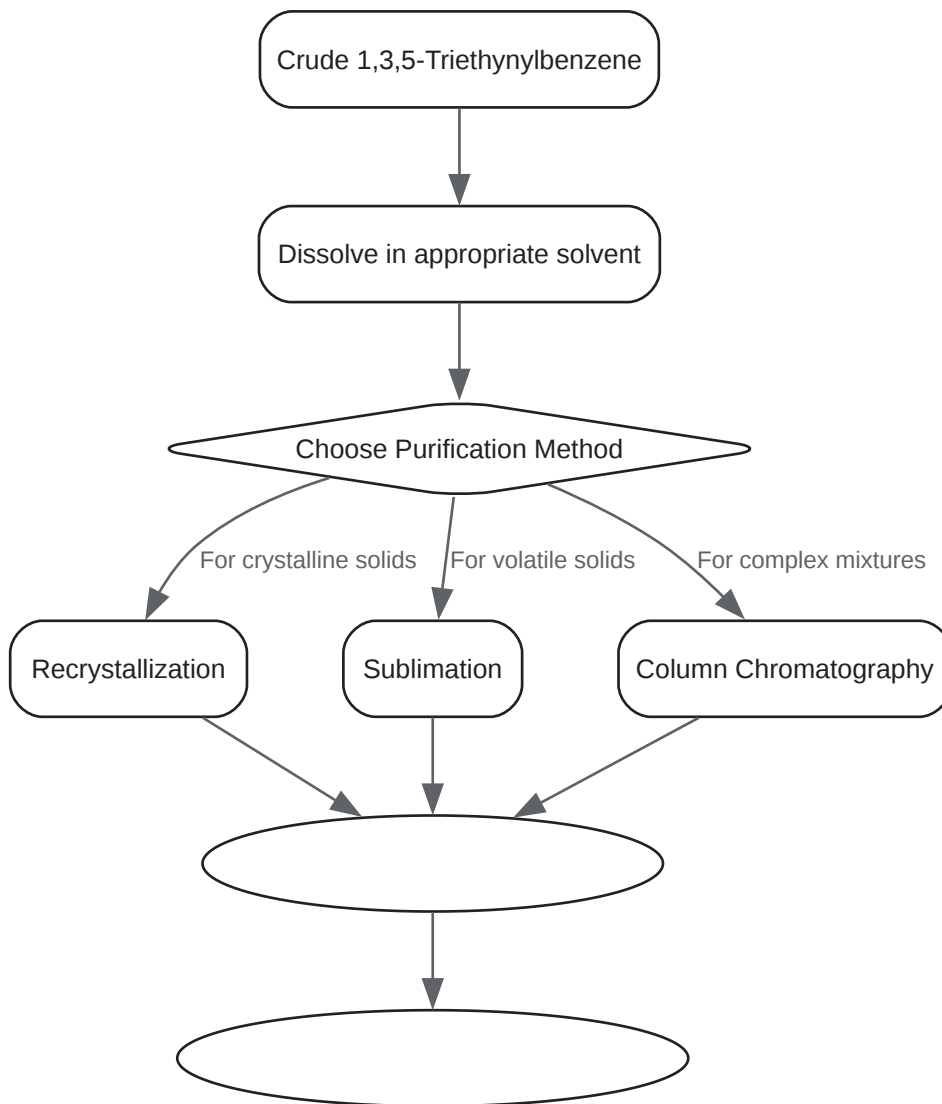 Crude 1,3,5-Triethynylbenzene
Dissolve in appropriate solvent
Choose Purification Method
For crystalline solids
For volatile solids
For complex mixtures
Recrystallization
Sublimation
Column Chromatography